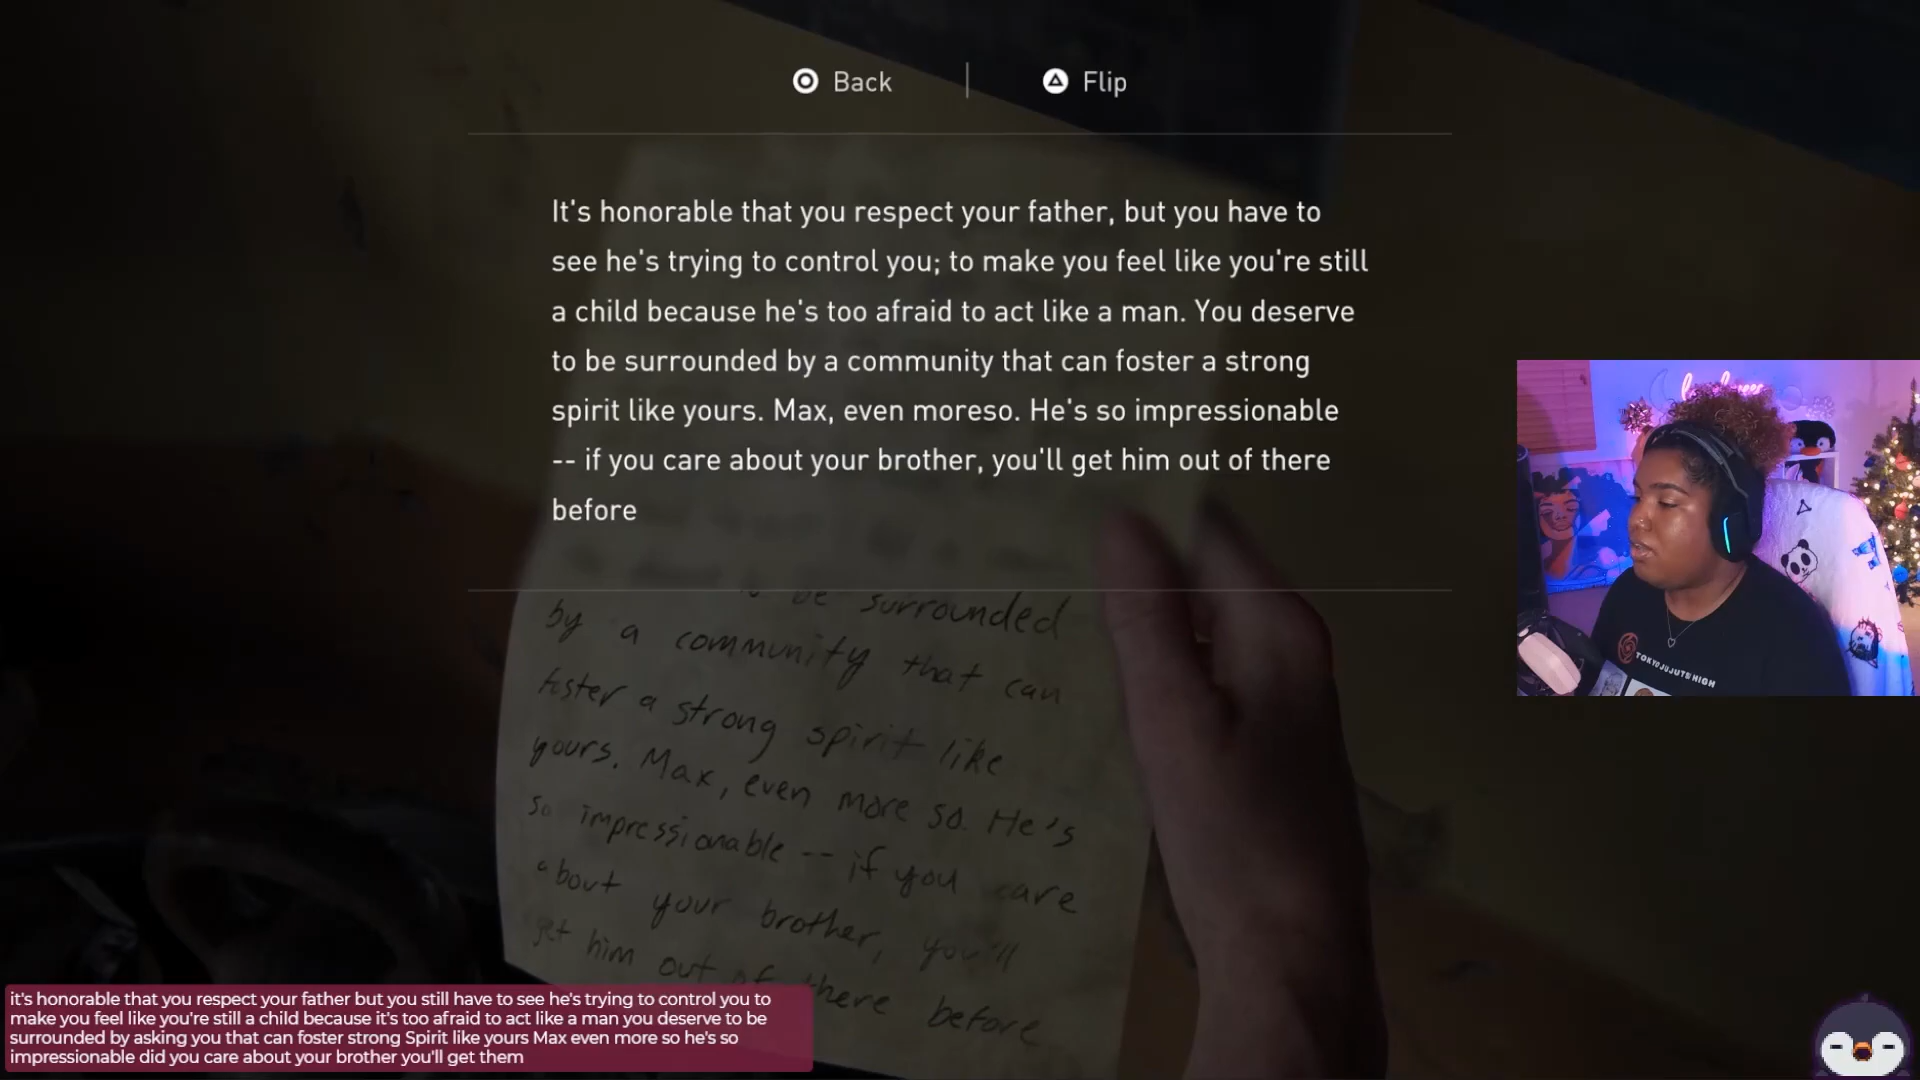 Back
Flip
It's honorable that you respect your father, but you have to
see he's trying to control you; to make you feel like you're still
a child because he's too afraid to act like a man. You deserve
to be surrounded by a community that can foster a strong
spirit like yours. Max, even moreso. He's so impressionable
-- if you care about your brother, you'll get him out of there
before
be surrounded
by a community that can
foster a strong spirit like
yours. Max, even more so. He's
so impressionable -- if you care
about your brother, you'll
get him out of there before
TOKYO JUJUTSU HIGH
it's honorable that you respect your father but you still have to see he's trying to control you to
make you feel like you're still a child because it's too afraid to act like a man you deserve to be
surrounded by asking you that can foster strong Spirit like yours Max even more so he's so
impressionable did you care about your brother you'll get them